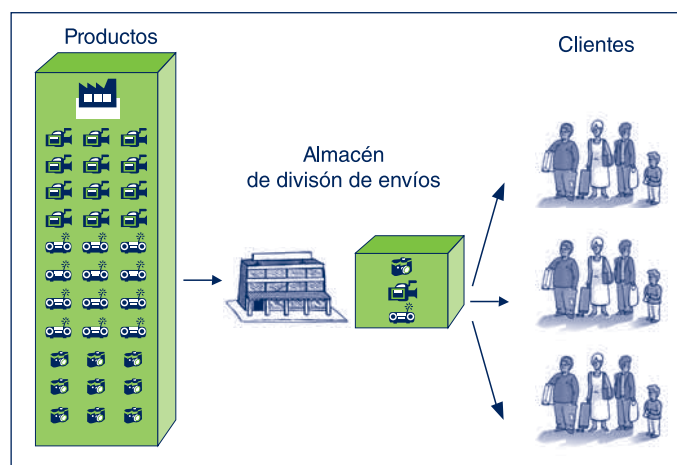 Productos
Clientes
Almacén
de divisón de envíos